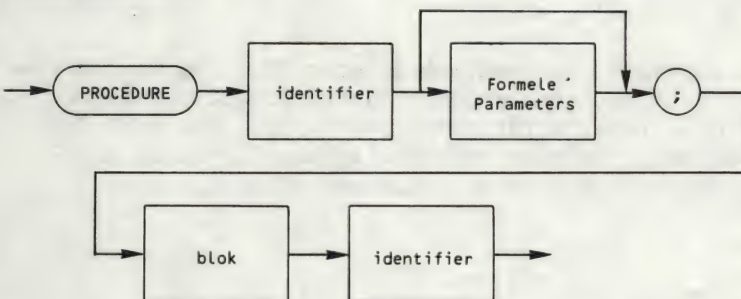 PROCEDURE
identifier
Formele
Parameters
;
blok
identifier